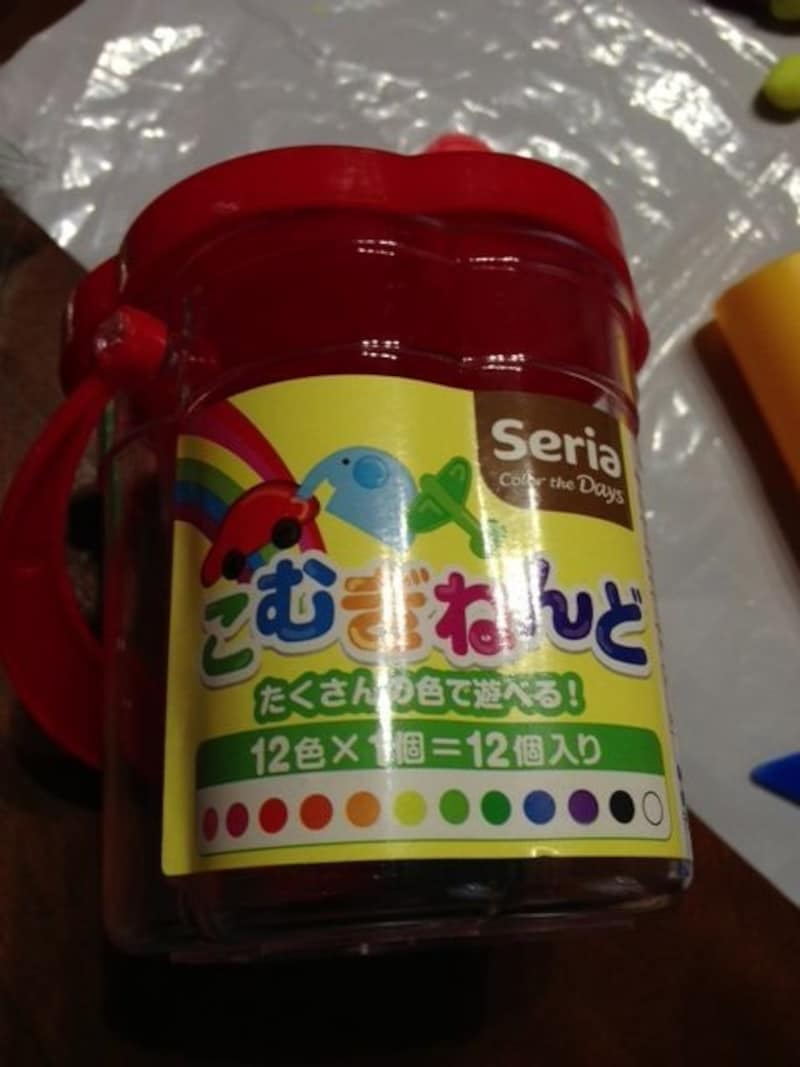 Seria
Color the Days
こむぎねんど
たくさんの色で遊べる!
12色×1個=12個入り